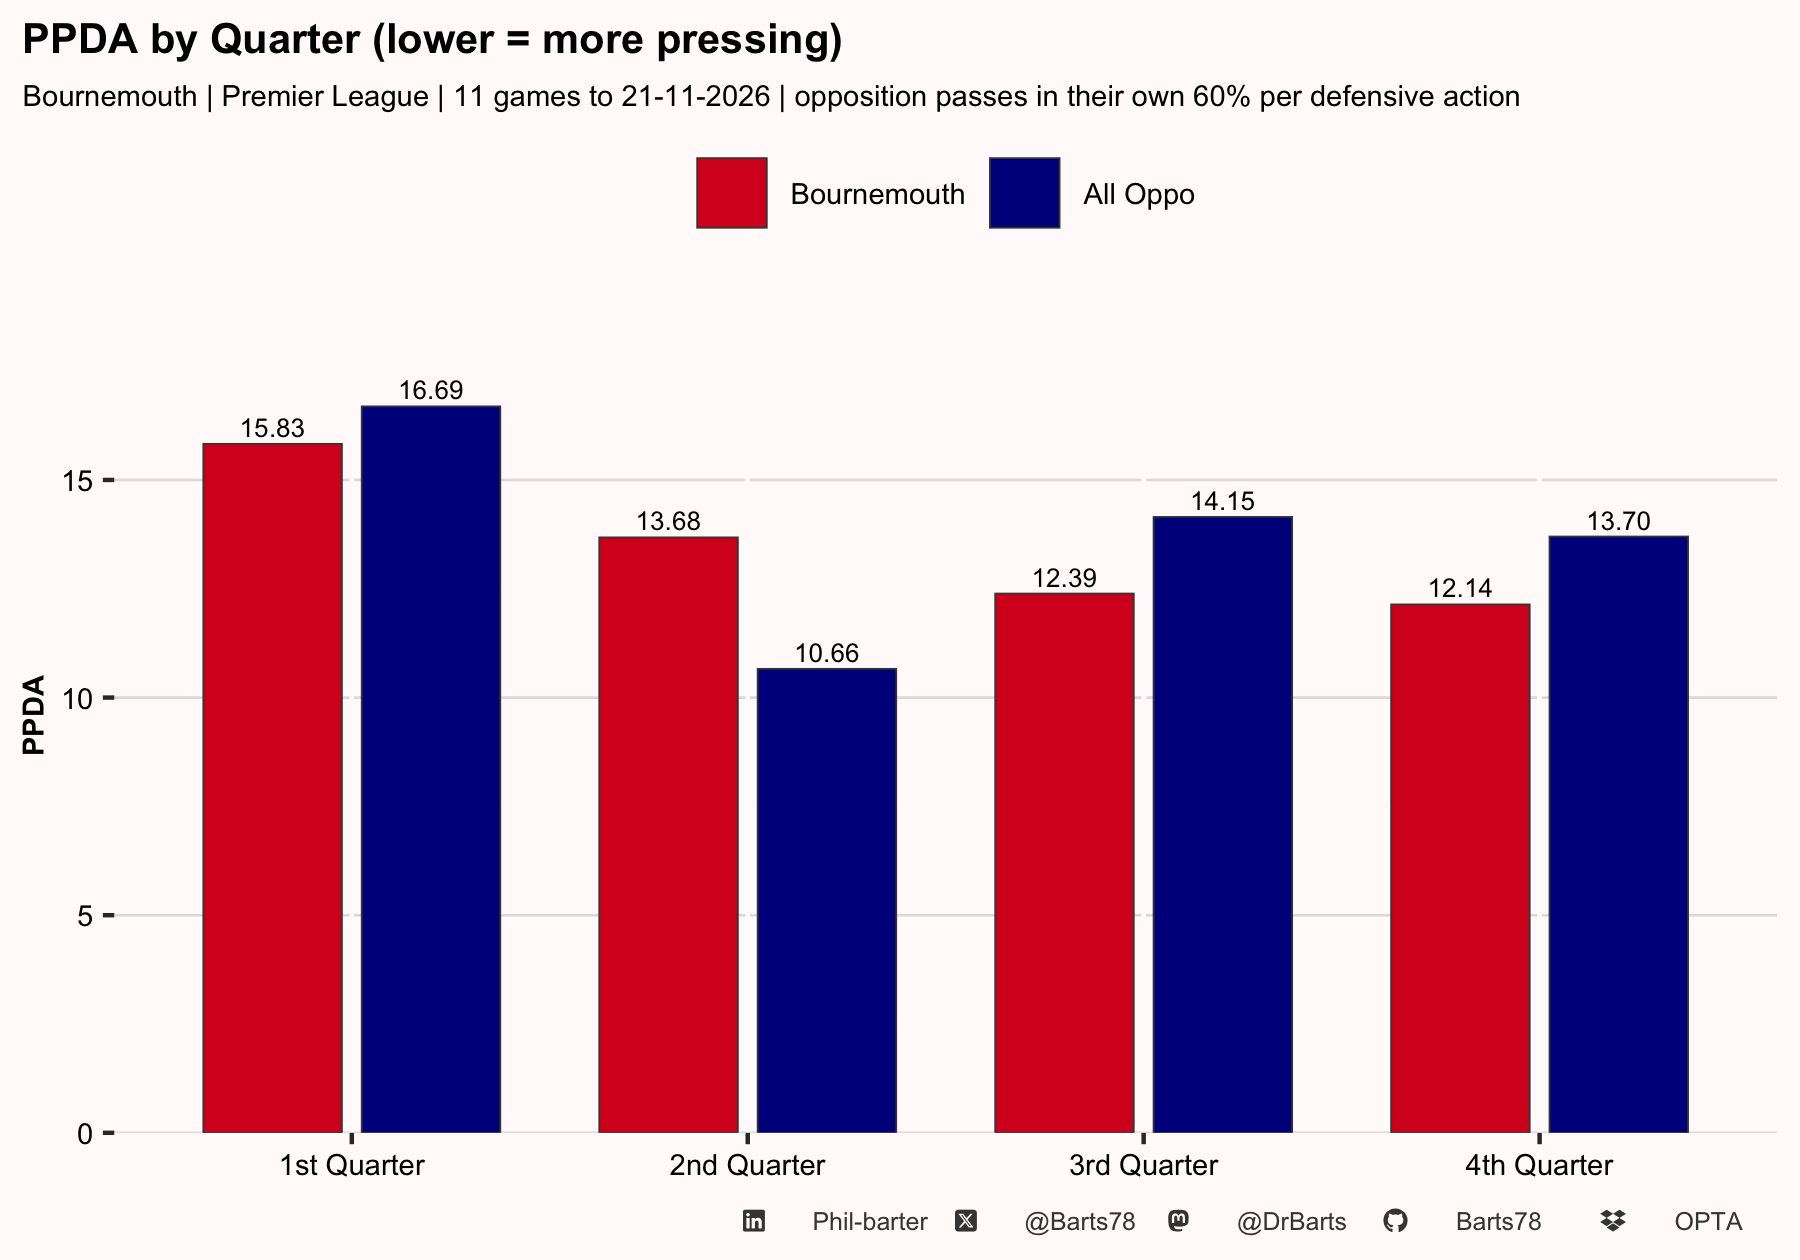 PPDA by Quarter (lower = more pressing)
Bournemouth | Premier League | 11 games to 21-11-2026 | opposition passes in their own 60% per defensive action
Bournemouth All Oppo
16.69
15.83
15
14.15
13.68
13.70
12.39
12.14
10.66
10
PPDA
5
0
1st Quarter 2nd Quarter 3rd Quarter 4th Quarter
Phil-barter @Barts78 @DrBarts Barts78 OPTA